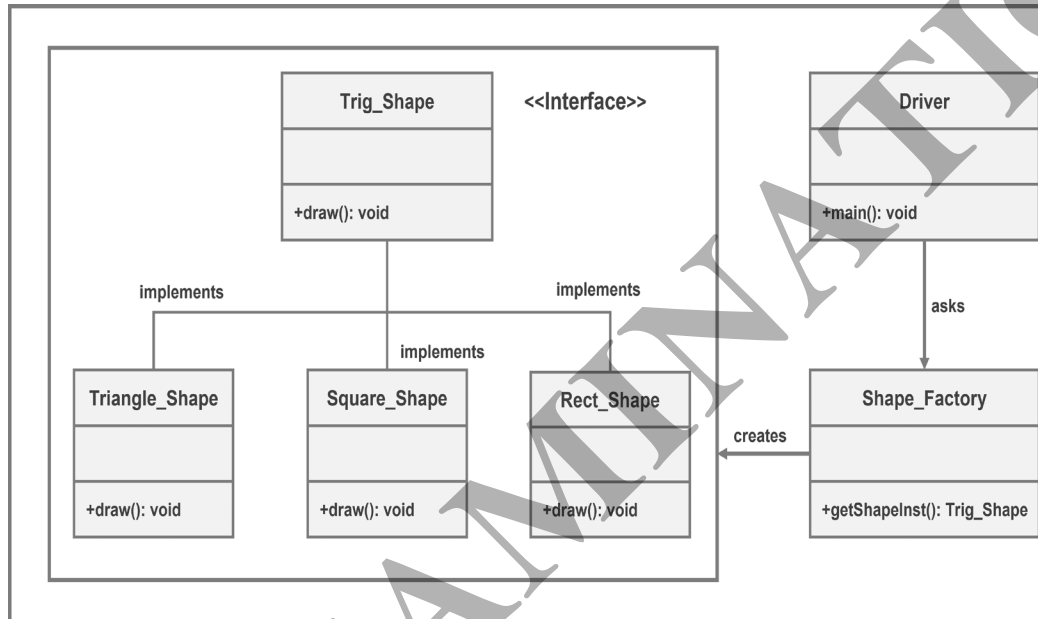 Trig_Shape
<<Interface>>
+draw(): void
Driver
+main(): void
implements
implements
implements
asks
Triangle_Shape
+draw(): void
Square_Shape
+draw(): void
Rect_Shape
+draw(): void
creates
Shape_Factory
+getShapeInst(): Trig_Shape
AMINATIO